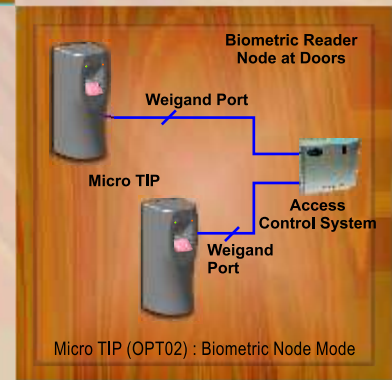 Biometric Reader
Node at Doors
Weigand Port
Micro TIP
Access
Control System
Weigand
Port
Micro TIP (OPT02) : Biometric Node Mode